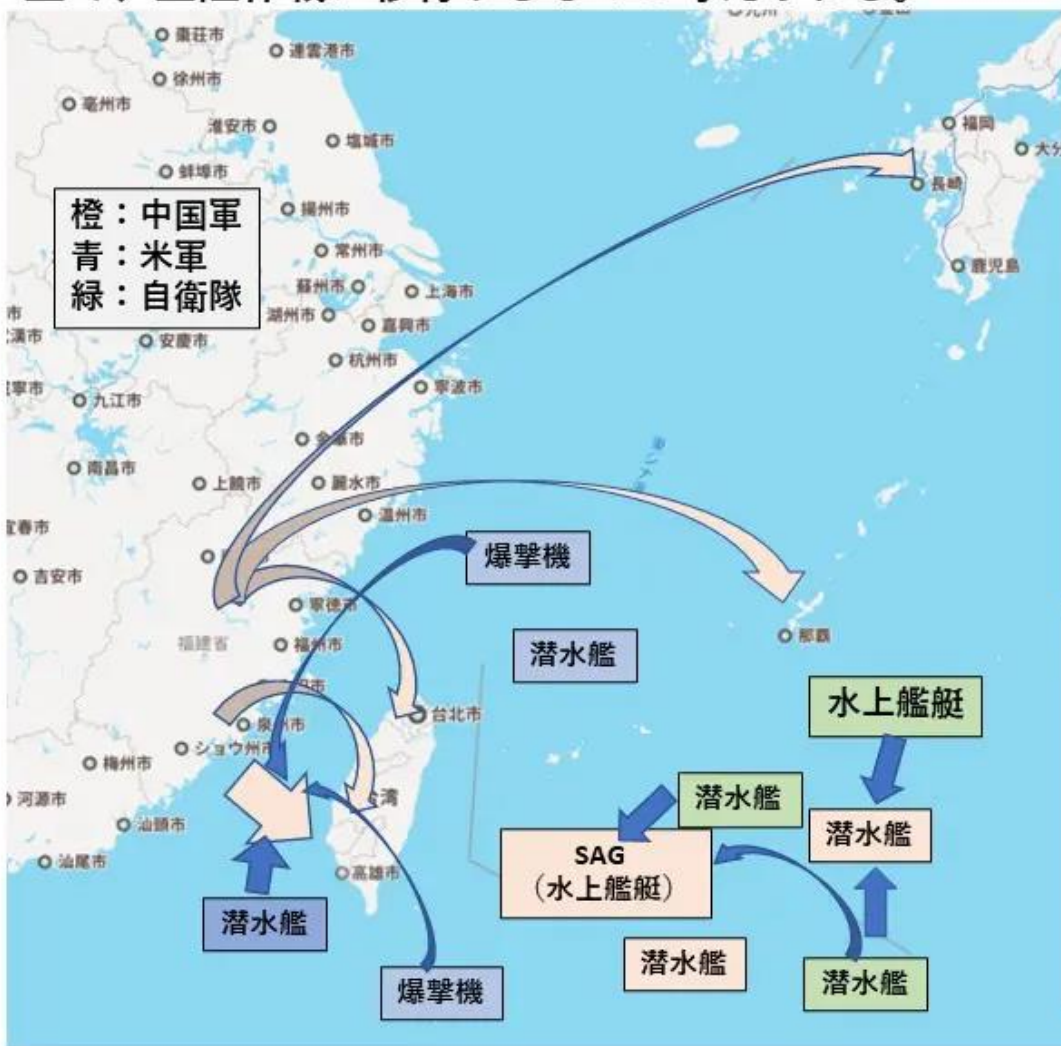 棗荘市
連雲港市
徐州市
亳州市
淮安市
塩城市
福岡
大分
蚌埠市
長崎
橙：中国軍
青：米軍
緑：自衛隊
揚州市
常州市
蘇州市
上海市
鹿児島
湖州市
嘉興市
安慶市
杭州市
寧波市
九江市
南昌市
上饒市
麗水市
温州市
宜春市
爆撃機
吉安市
寧徳市
福建省
福州市
那覇
潜水艦
水上艦艇
台北市
泉州市
ショウ州市
梅州市
台湾
潜水艦
河源市
汕頭市
潜水艦
SAG
（水上艦艇）
汕尾市
高雄市
潜水艦
潜水艦
爆撃機
潜水艦